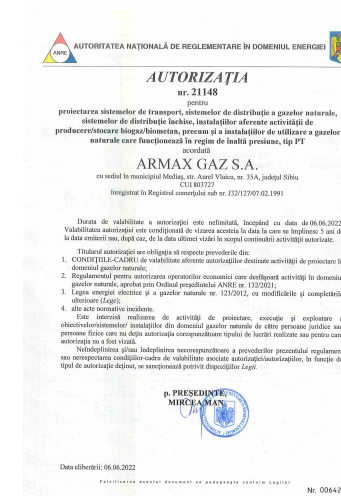 ANRE
AUTORITATEA NAȚIONALĂ DE REGLEMENTARE ÎN DOMENIUL ENERGIEI
AUTORIZAȚIA
nr. 21148
pentru
proiectarea sistemelor de transport, sistemelor de distribuție a gazelor naturale,
sistemelor de distribuție închise, instalațiilor aferente activității de
producere/stocare biogaz/biometan, precum și a instalațiilor de utilizare a gazelor
naturale care funcționează în regim de înaltă presiune, tip PT
acordată
ARMAX GAZ S.A.
cu sediul în municipiul Mediaș, str. Aurel Vlaicu, nr. 35A, județul Sibiu
CUI 803727
înregistrat în Registrul comerțului sub nr. J32/127/07.02.1991
Durata de valabilitate a autorizației este nelimitată, începând cu data de 06.06.2022
Valabilitatea autorizației este condiționată de vizarea acesteia la data la care se împlinesc 5 ani de
la data emiterii sau, după caz, de la data ultimei vizări în scopul continuării activității autorizate.
Titularul autorizației are obligația să respecte prevederile din:
1. CONDIȚIILE-CADRU de valabilitate aferente autorizațiilor destinate activității de proiectare în
domeniul gazelor naturale;
2. Regulamentul pentru autorizarea operatorilor economici care desfășoară activități în domeniu
gazelor naturale, aprobat prin Ordinul președintelui ANRE nr. 132/2021;
3. Legea energiei electrice și a gazelor naturale nr. 123/2012, cu modificările și completările
ulterioare (Lege);
4. alte acte normative incidente.
Este interzisă realizarea de activități de proiectare, execuție și exploatare a
obiectivelor/sistemelor/ instalațiilor din domeniul gazelor naturale de către persoane juridice sau
persoane fizice care nu dețin autorizația corespunzătoare tipului de lucrări realizate sau pentru care
autorizația nu a fost vizată.
Neîndeplinirea și/sau îndeplinirea necorespunzătoare a prevederilor prezentului regulament
sau nerespectarea condițiilor-cadru de valabilitate asociate autorizației/autorizațiilor, în funcție de
tipul de autorizație deținut, se sancționează potrivit dispozițiilor Legii.
p. PREȘEDINTE,
MIRCEA MAN
Data eliberării: 06.06.2022
Falsificarea acestui document se pedepsește conform Legilor
Nr. 00642